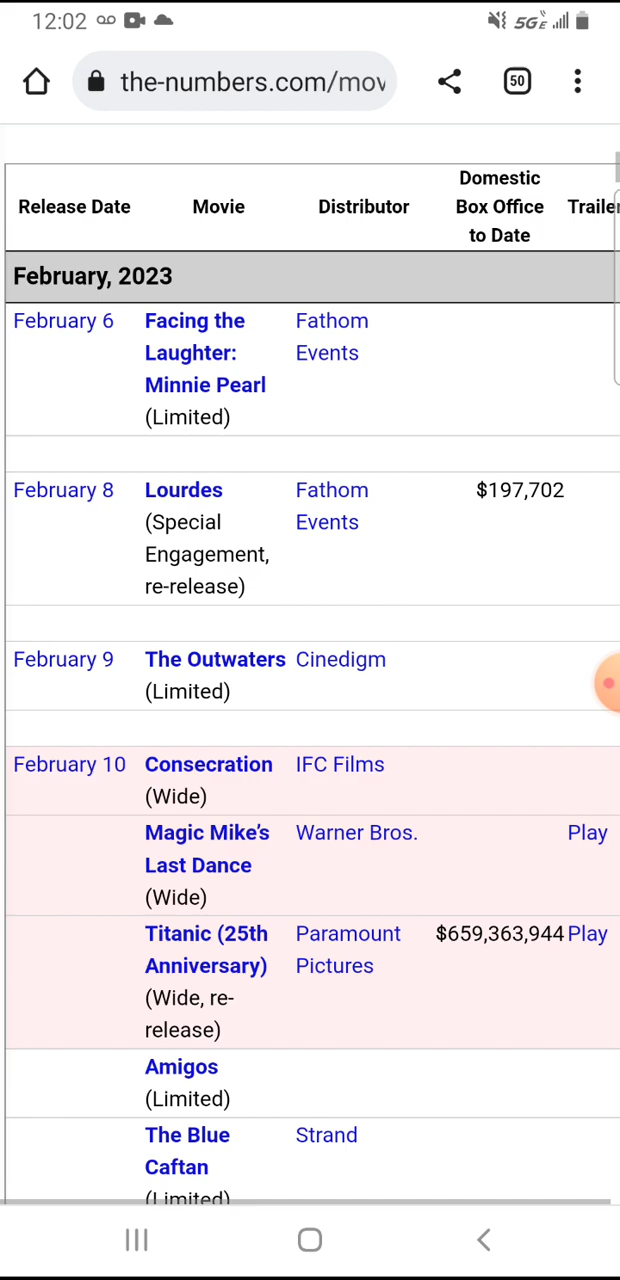 12:02
5GE
the-numbers.com/mov
50
Release Date Movie Distributor Domestic Box Office to Date Trailer
February, 2023
February 6 Facing the Fathom
Laughter: Events
Minnie Pearl
(Limited)
February 8 Lourdes Fathom $197,702
(Special Events
Engagement,
re-release)
February 9 The Outwaters Cinedigm
(Limited)
February 10 Consecration IFC Films
(Wide)
Magic Mike's Warner Bros. Play
Last Dance
(Wide)
Titanic (25th Paramount $659,363,944 Play
Anniversary) Pictures
(Wide, re-
release)
Amigos
(Limited)
The Blue Strand
Caftan
(Limited)